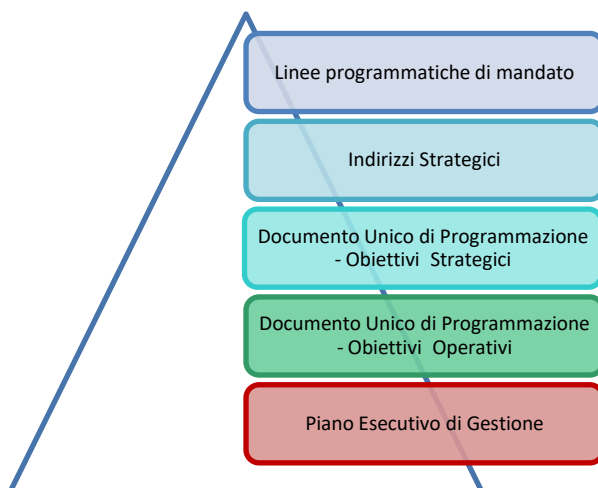 Linee programmatiche di mandato
Indirizzi Strategici
Documento Unico di Programmazione
- Obiettivi Strategici
Documento Unico di Programmazione
- Obiettivi Operativi
Piano Esecutivo di Gestione